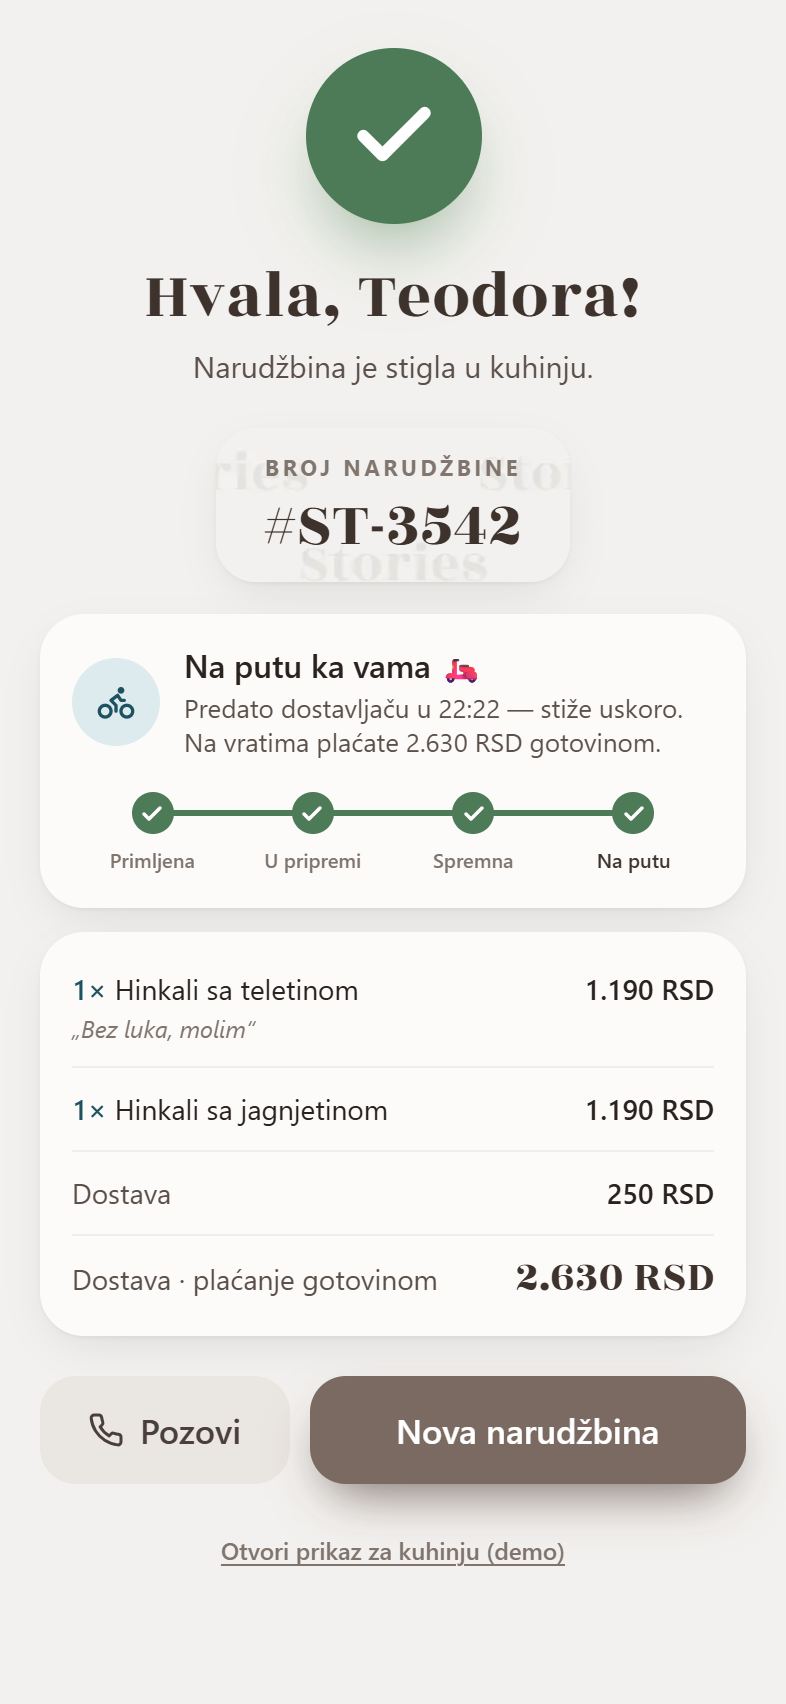 Hvala, Teodora!
Narudžbina je stigla u kuhinju.
BROJ NARUDŽBINE
ries Stor
#ST-3542
Stories
Na putu ka vama 🛵
Predato dostavljaču u 22:22 — stiže uskoro.
Na vratima plaćate 2.630 RSD gotovinom.
Primljena U pripremi Spremna Na putu
1× Hinkali sa teletinom 1.190 RSD
„Bez luka, molim“
1× Hinkali sa jagnjetinom 1.190 RSD
Dostava 250 RSD
Dostava · plaćanje gotovinom 2.630 RSD
Pozovi Nova narudžbina
Otvori prikaz za kuhinju (demo)